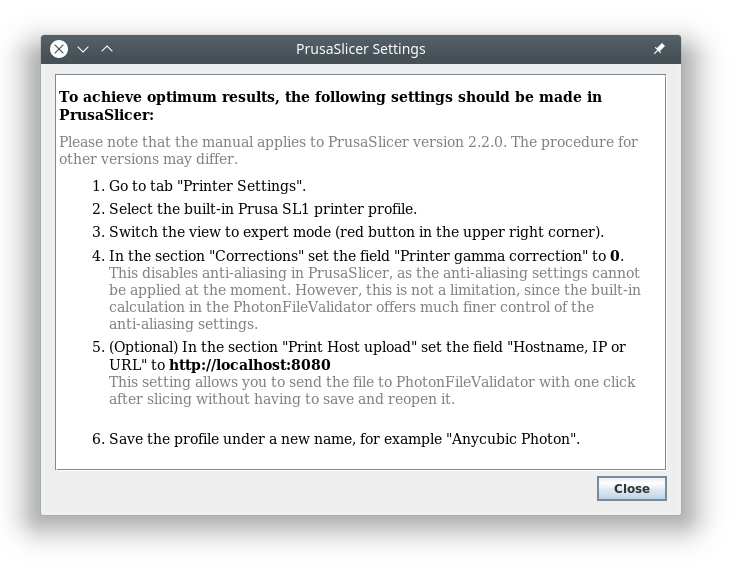 PrusaSlicer Settings
To achieve optimum results, the following settings should be made in
PrusaSlicer:
Please note that the manual applies to PrusaSlicer version 2.2.0. The procedure for
other versions may differ.
1. Go to tab "Printer Settings".
2. Select the built-in Prusa SL1 printer profile.
3. Switch the view to expert mode (red button in the upper right corner).
4. In the section "Corrections" set the field "Printer gamma correction" to 0.
This disables anti-aliasing in PrusaSlicer, as the anti-aliasing settings cannot
be applied at the moment. However, this is not a limitation, since the built-in
calculation in the PhotonFileValidator offers much finer control of the
anti-aliasing settings.
5. (Optional) In the section "Print Host upload" set the field "Hostname, IP or
URL" to http://localhost:8080
This setting allows you to send the file to PhotonFileValidator with one click
after slicing without having to save and reopen it.
6. Save the profile under a new name, for example "Anycubic Photon".
Close